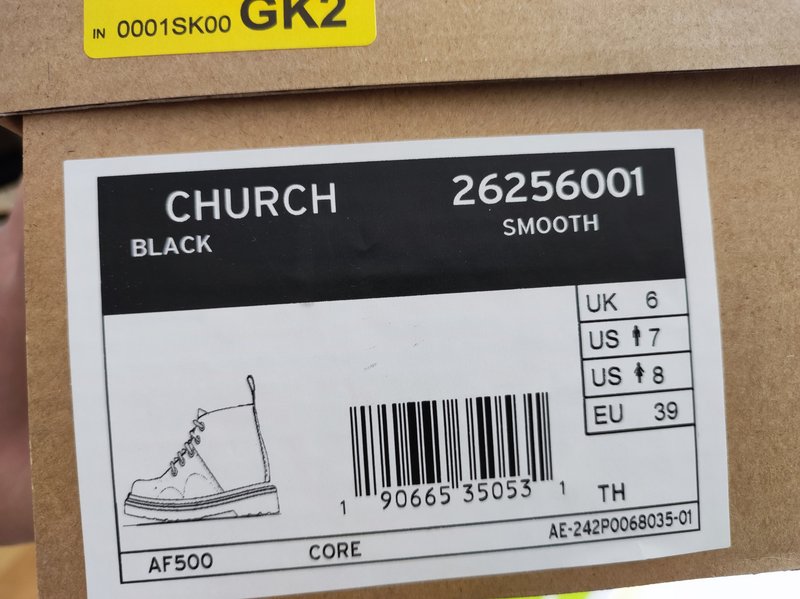 IN 0001SK00 GK2
CHURCH 26256001
BLACK SMOOTH
UK 6
US 7
US 8
EU 39
1 90665 35053 1
TH
AF500 CORE AE-242P0068035-01